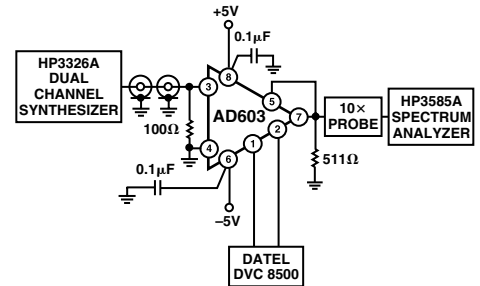 +5V
0.1µF
HP3326A
DUAL
CHANNEL
SYNTHESIZER
3
8
5
AD603
7
10×
PROBE
HP3585A
SPECTRUM
ANALYZER
100Ω
4
2
1
6
0.1µF
511Ω
–5V
DATEL
DVC 8500